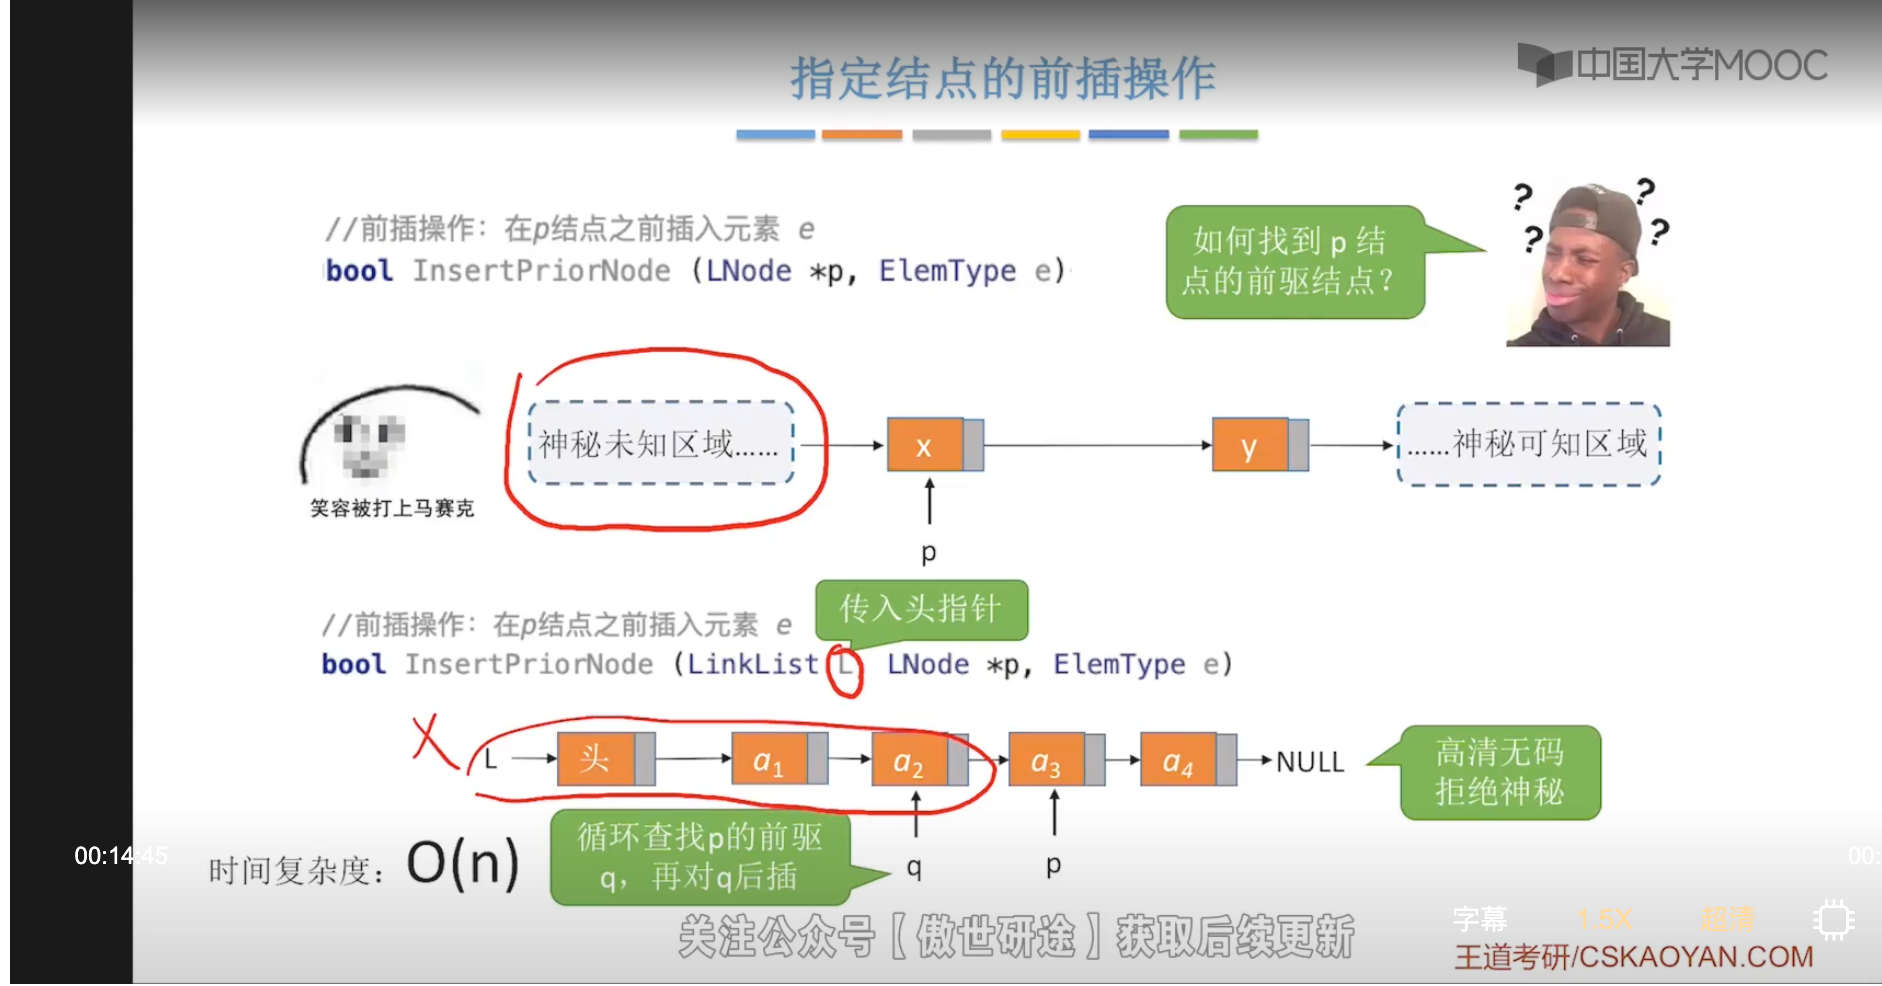 指定结点的前插操作
中国大学MOOC
//前插操作：在p结点之前插入元素 e
bool InsertPriorNode (LNode *p, ElemType e)
如何找到 p 结
点的前驱结点？
? ? ? ?
神秘未知区域……
x
y
……神秘可知区域
笑容被打上马赛克
p
传入头指针
//前插操作：在p结点之前插入元素 e
bool InsertPriorNode (LinkList L LNode *p, ElemType e)
X
L
头
a1
a2
a3
a4
NULL
高清无码
拒绝神秘
循环查找p的前驱
q，再对q后插
q
p
00:14:45
00:
时间复杂度：O(n)
字幕
1.5X
超清
关注公众号【傲世研途】获取后续更新
王道考研/CSKAOYAN.COM